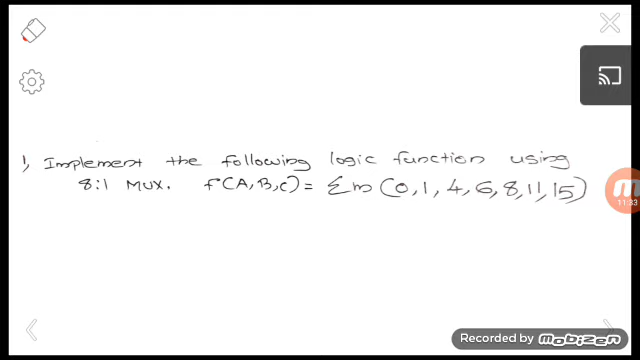 1, Implement the following logic function using
8:1 MUX. f(A,B,C) = Σm (0,1,4,6,8,11,15)
11:33
Recorded by mobizen